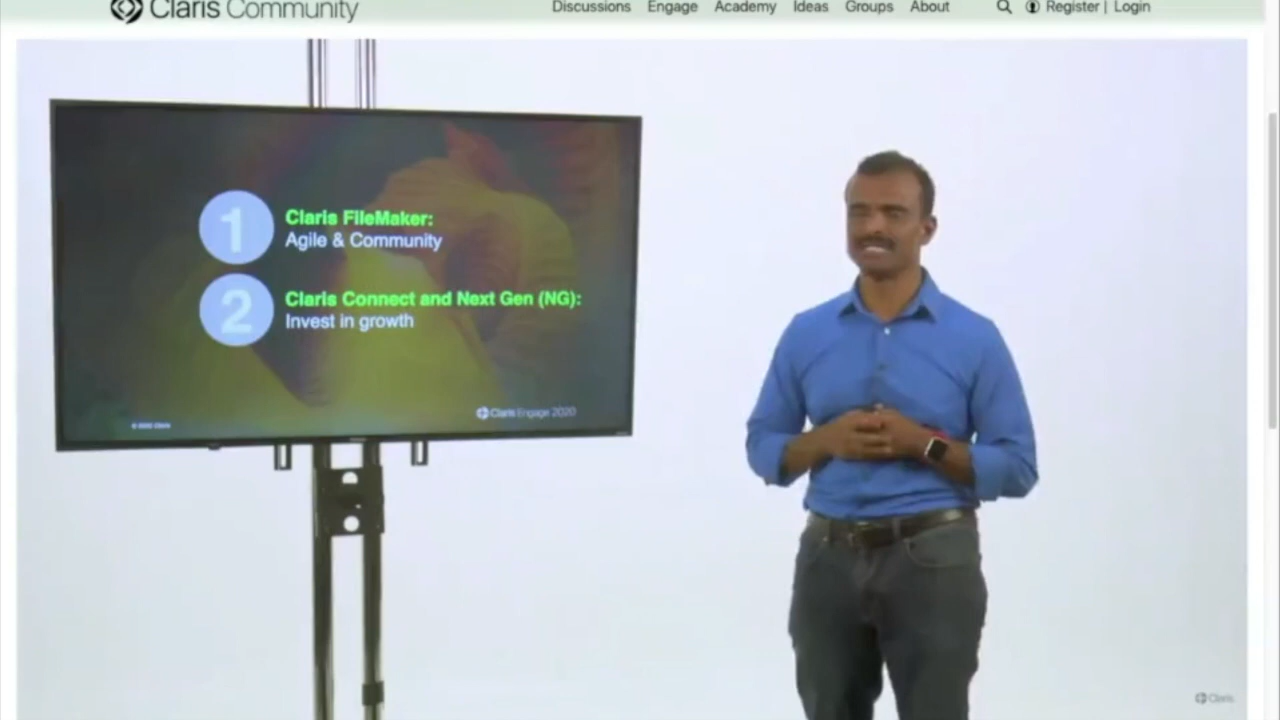 Claris Community
Discussions Engage Academy Ideas Groups About Register | Login
1
Claris FileMaker:
Agile & Community
2
Claris Connect and Next Gen (NG):
Invest in growth
Claris Engage 2020
Claris